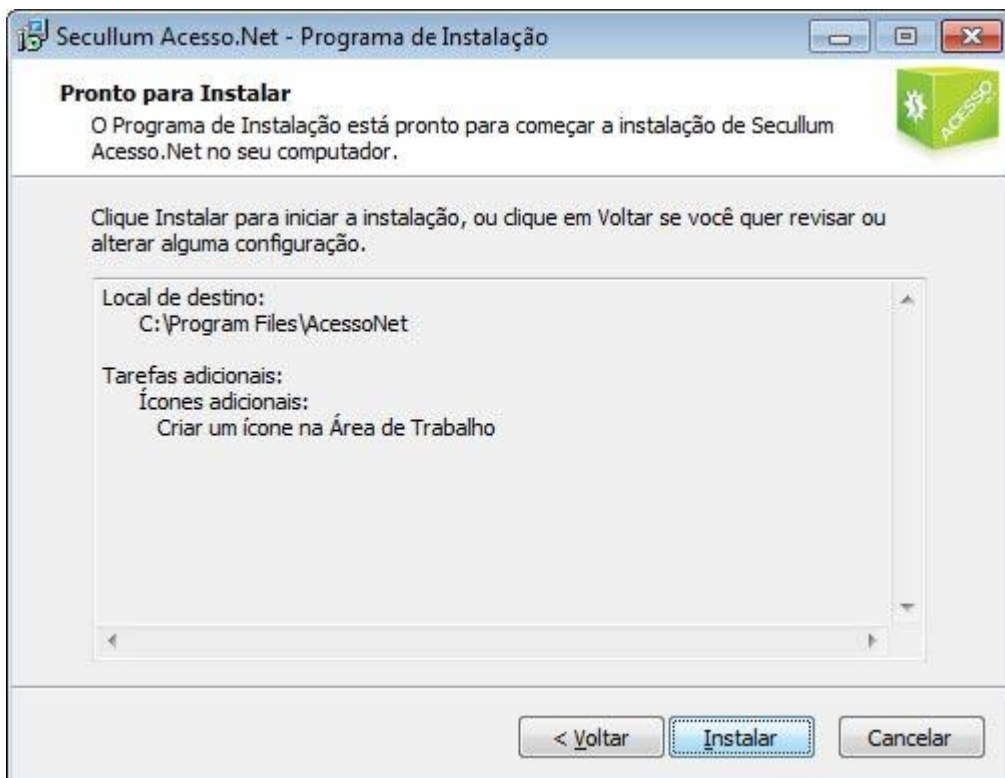 Secullum Acesso.Net - Programa de Instalação
Pronto para Instalar
O Programa de Instalação está pronto para começar a instalação de Secullum
Acesso.Net no seu computador.
ACESSO
Clique Instalar para iniciar a instalação, ou clique em Voltar se você quer revisar ou
alterar alguma configuração.
Local de destino:
C:\Program Files\AcessoNet
Tarefas adicionais:
Ícones adicionais:
Criar um ícone na Área de Trabalho
< Voltar
Instalar
Cancelar